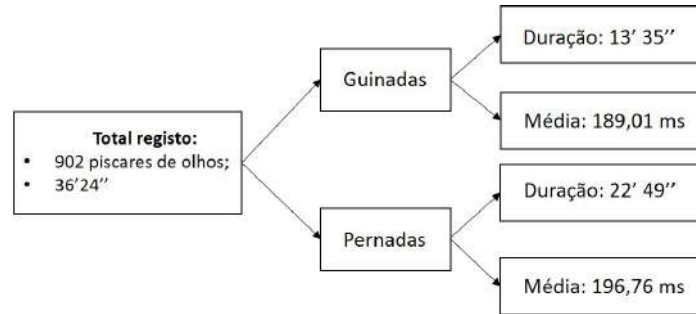 Total registo:
• 902 piscares de olhos;
• 36'24''
Guinadas
Duração: 13' 35''
Média: 189,01 ms
Pernadas
Duração: 22' 49''
Média: 196,76 ms